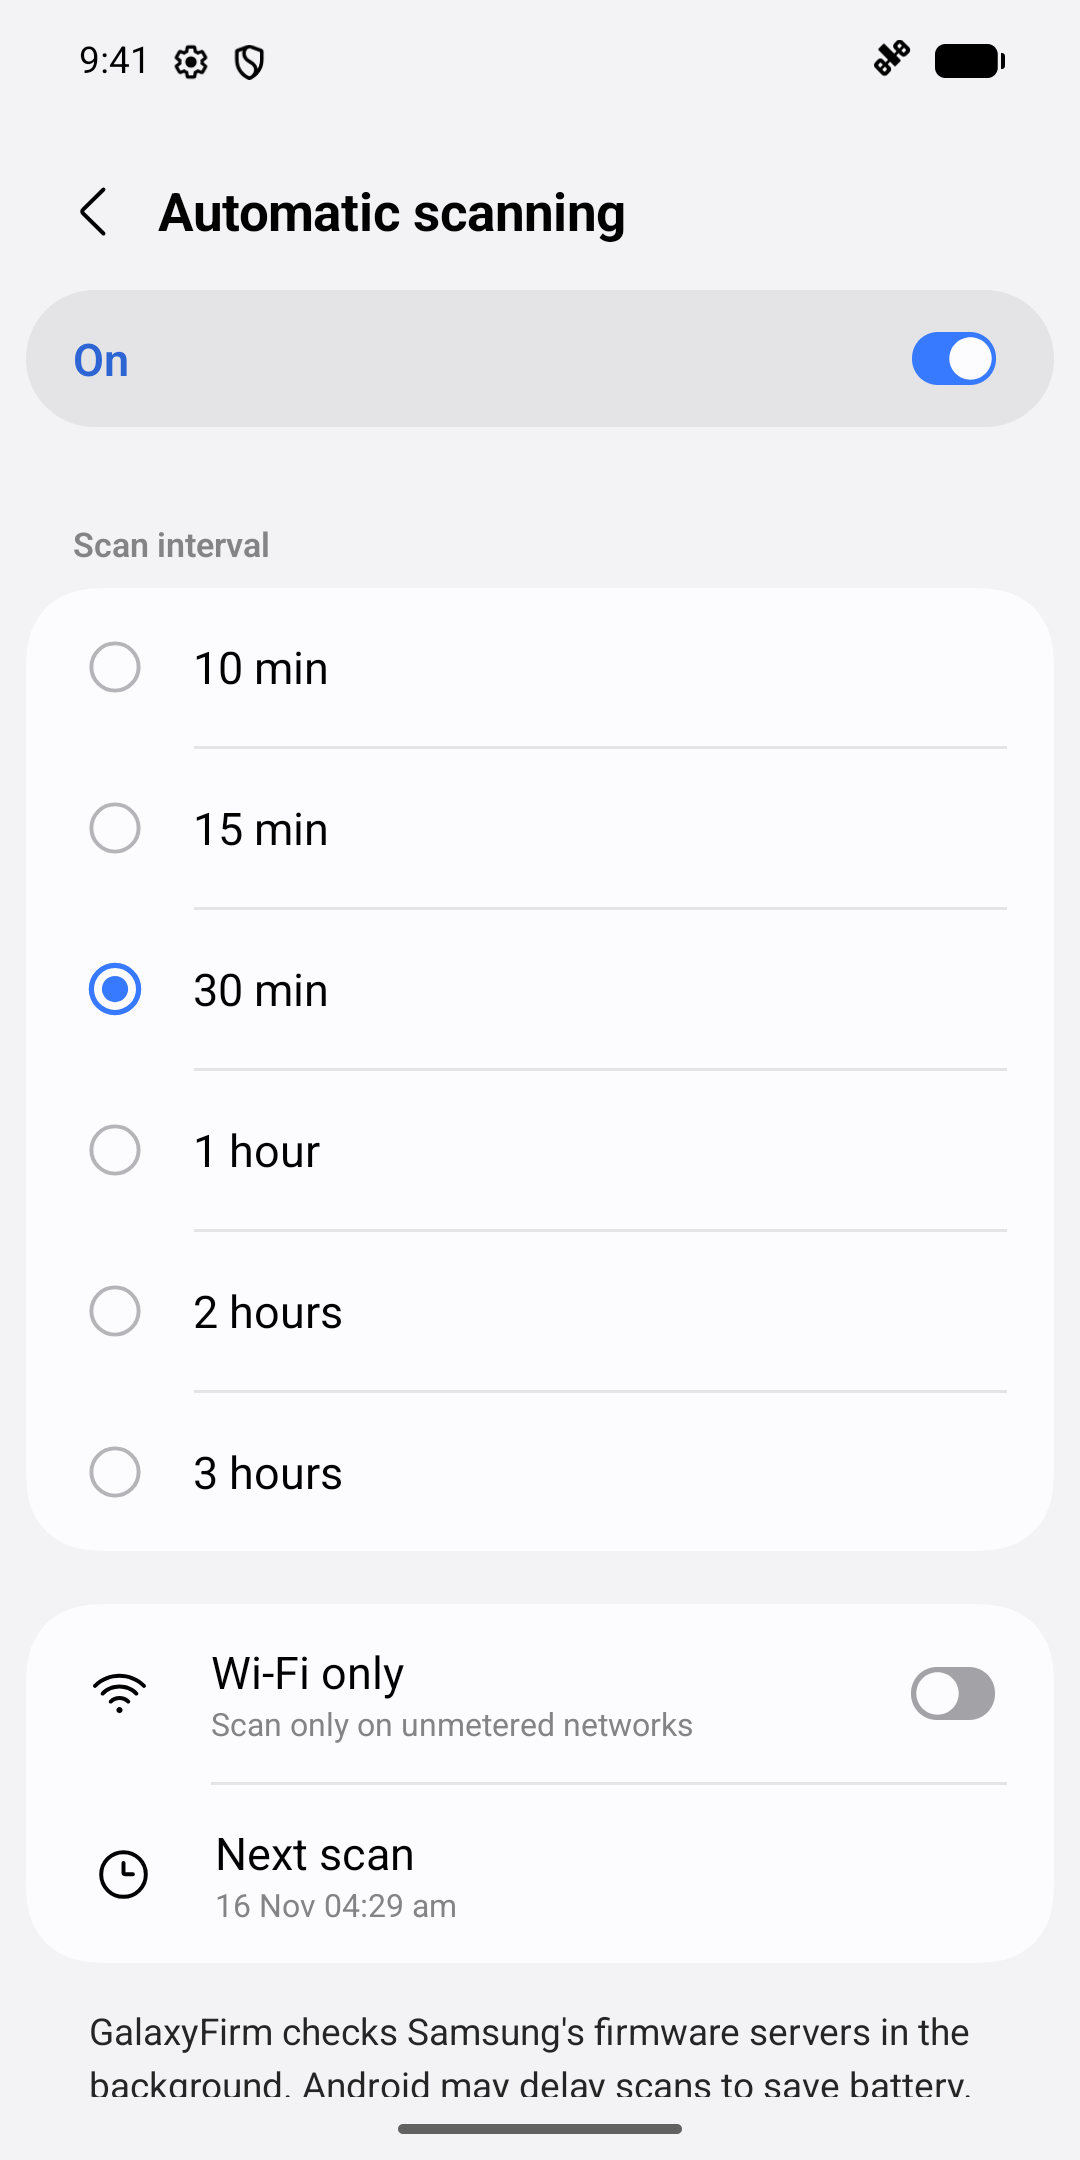 9:41
Automatic scanning
On
Scan interval
10 min
15 min
30 min
1 hour
2 hours
3 hours
Wi-Fi only
Scan only on unmetered networks
Next scan
16 Nov 04:29 am
GalaxyFirm checks Samsung's firmware servers in the
background. Android may delay scans to save battery.